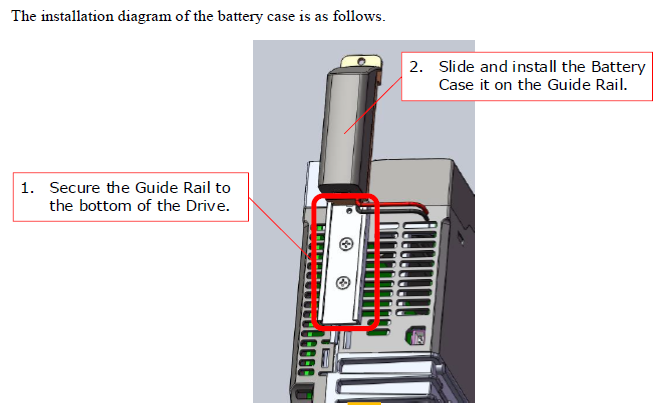 The installation diagram of the battery case is as follows.
2. Slide and install the Battery
Case it on the Guide Rail.
1. Secure the Guide Rail to
the bottom of the Drive.